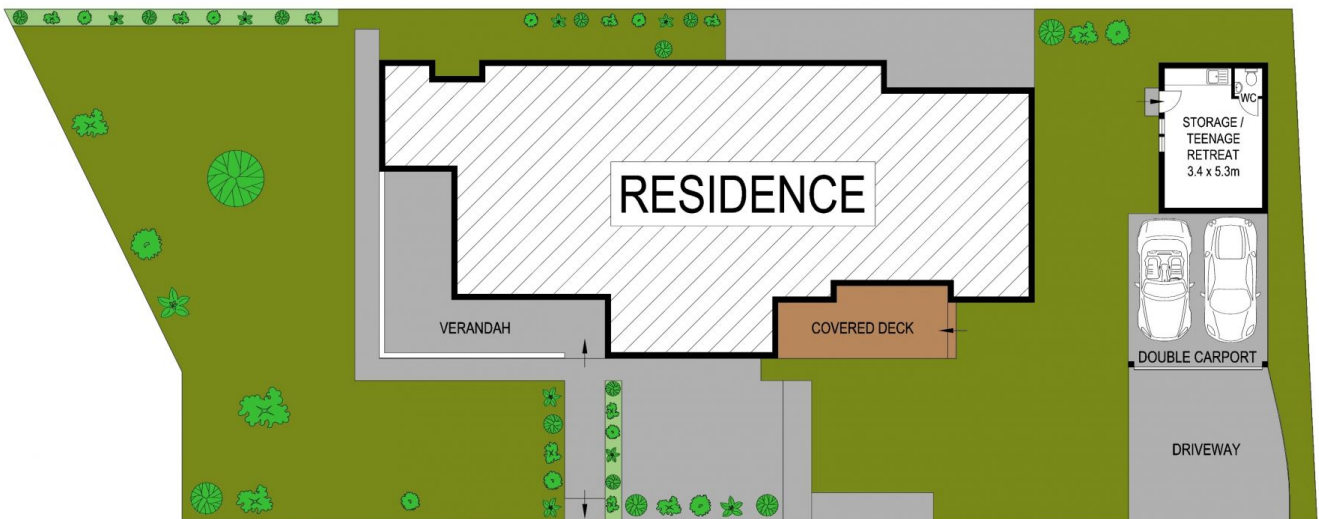 RESIDENCE
WC
STORAGE /
TEENAGE
RETREAT
3.4 x 5.3m
VERANDAH
COVERED DECK
DOUBLE CARPORT
DRIVEWAY